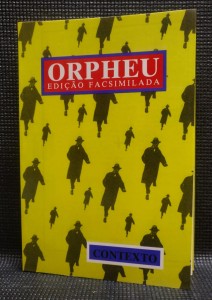 ORPHEU
EDIÇÃO FACSIMILADA
CONTEXTO